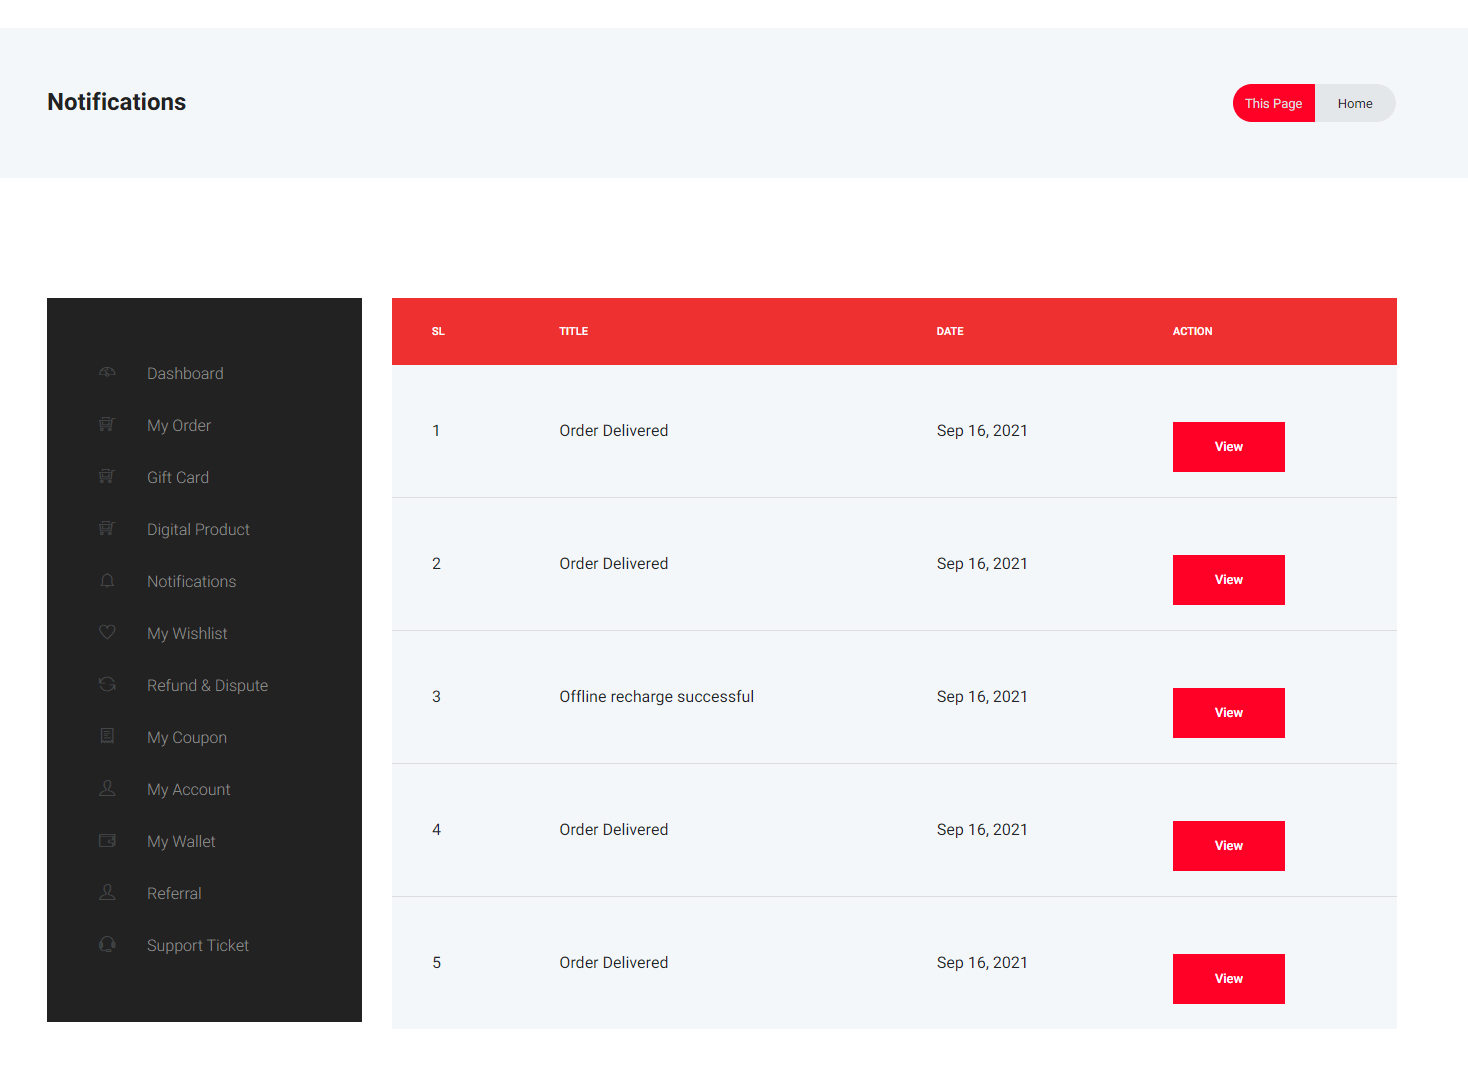 Notifications
This Page Home
Dashboard
My Order
Gift Card
Digital Product
Notifications
My Wishlist
Refund & Dispute
My Coupon
My Account
My Wallet
Referral
Support Ticket
SL TITLE DATE ACTION
1 Order Delivered Sep 16, 2021 View
2 Order Delivered Sep 16, 2021 View
3 Offline recharge successful Sep 16, 2021 View
4 Order Delivered Sep 16, 2021 View
5 Order Delivered Sep 16, 2021 View